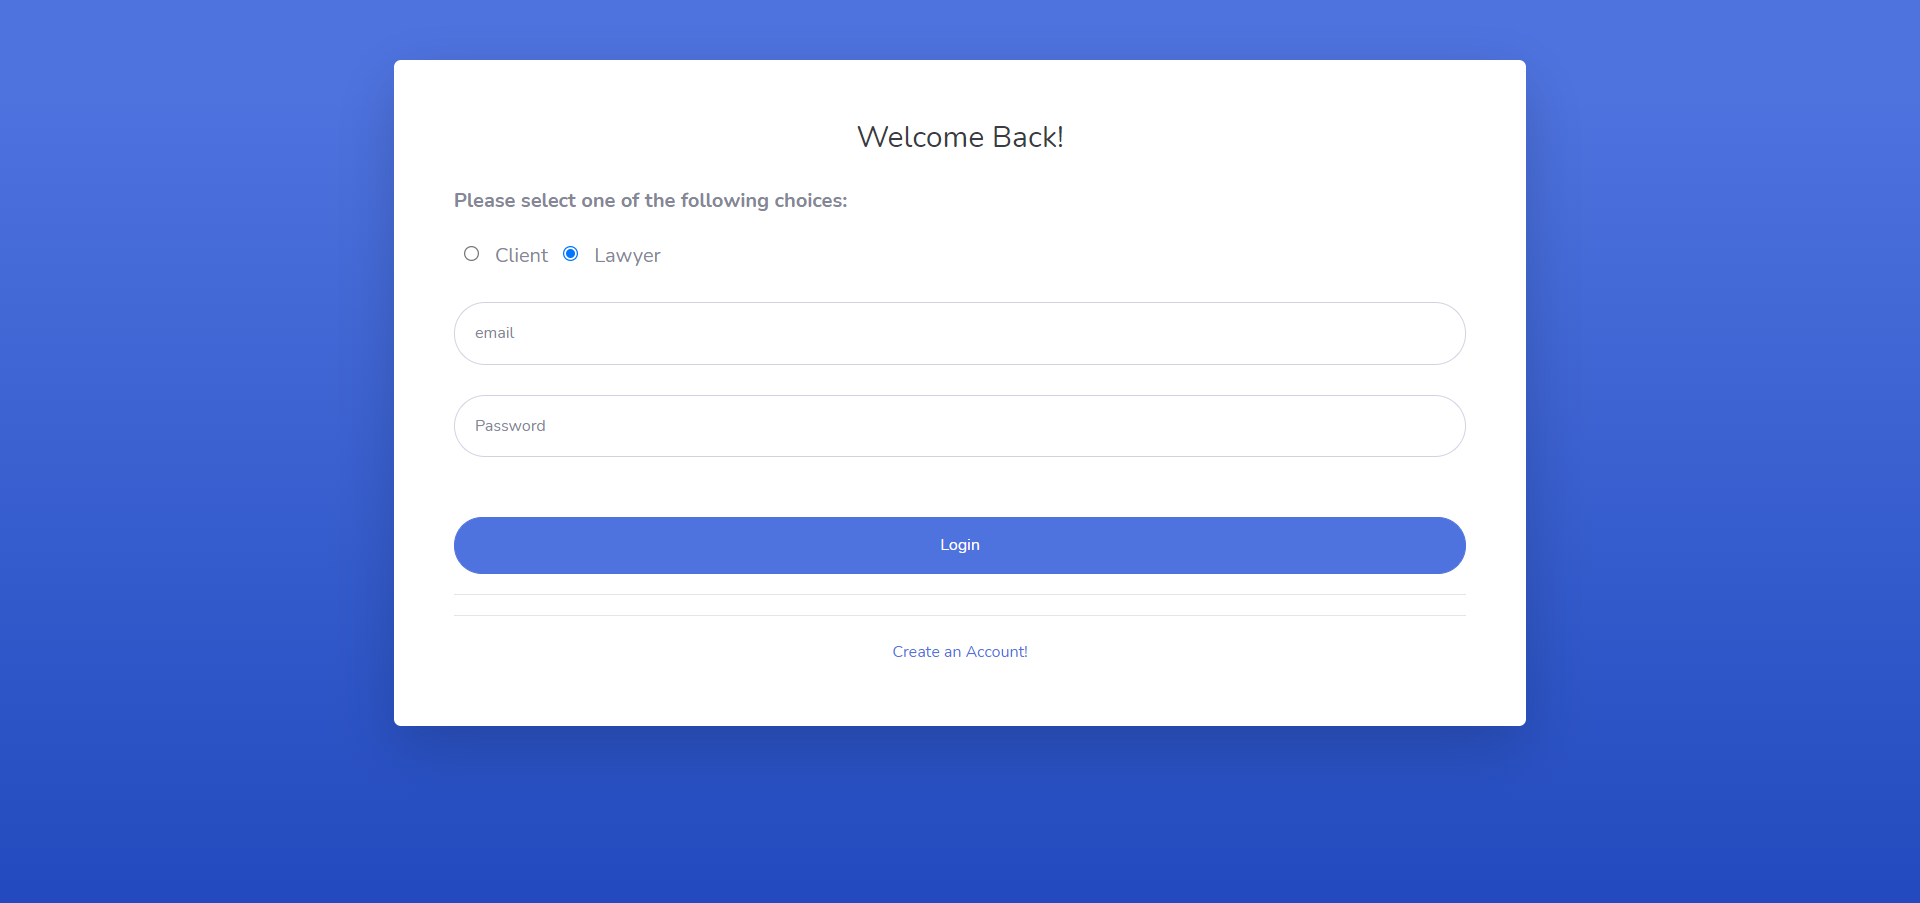 Welcome Back!
Please select one of the following choices:
Client Lawyer
email
Password
Login
Create an Account!